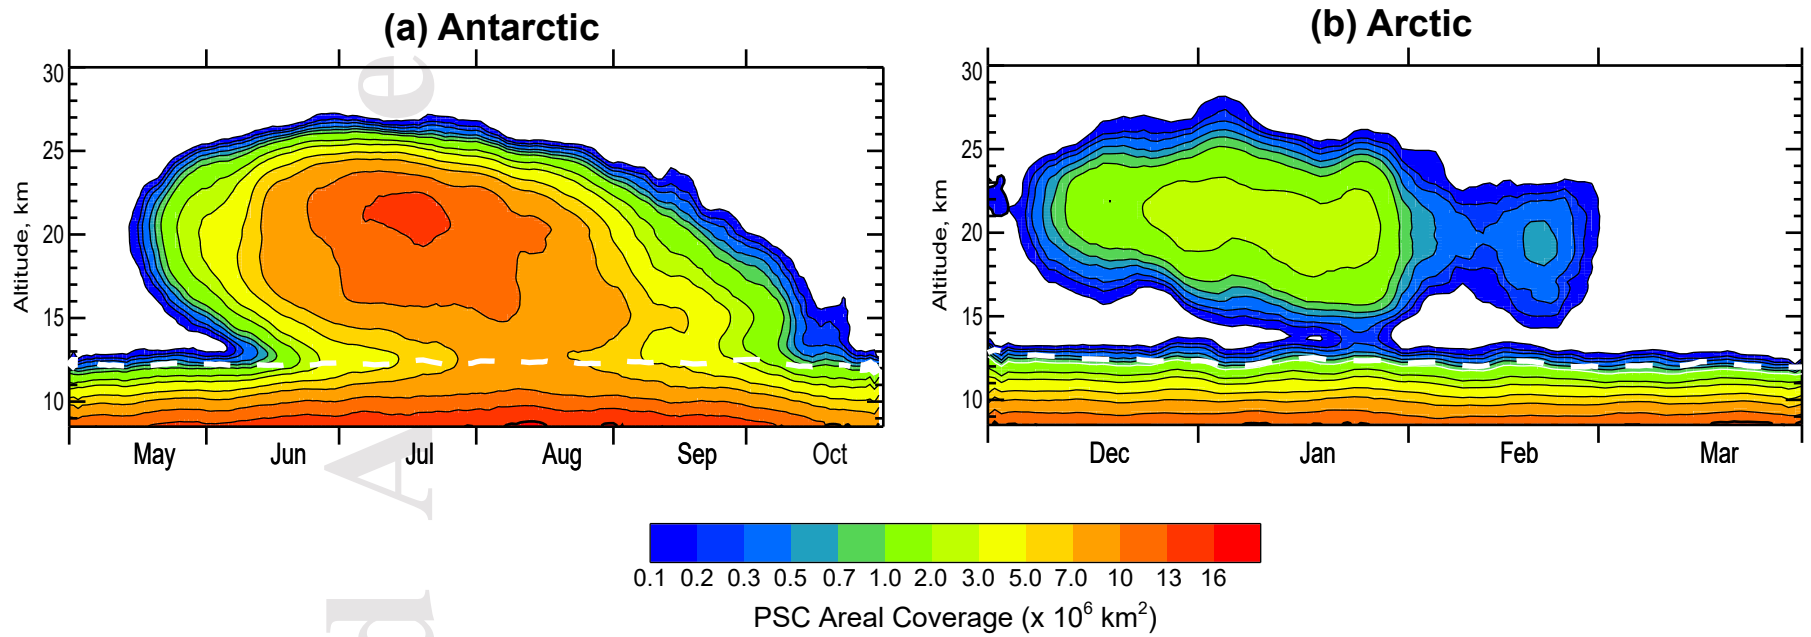 (a) Antarctic
(b) Arctic
30
25
20
15
10
Altitude, km
May Jun Jul Aug Sep Oct
30
25
20
15
10
Altitude, km
Dec Jan Feb Mar
0.1 0.2 0.3 0.5 0.7 1.0 2.0 3.0 5.0 7.0 10 13 16
PSC Areal Coverage (x 10⁶ km²)
d A e